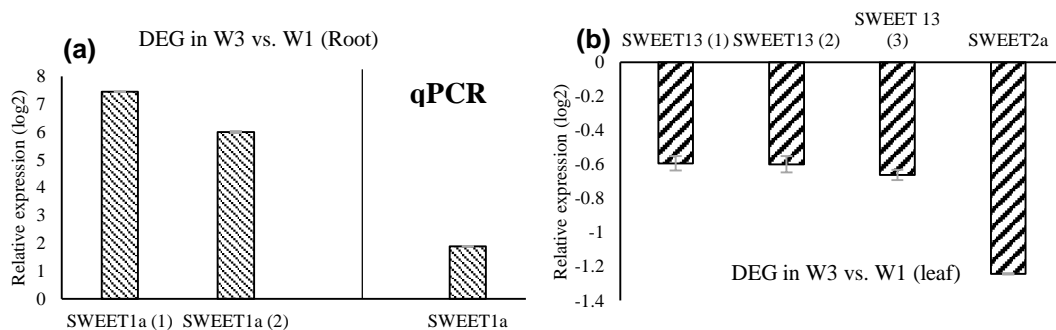 (a)
DEG in W3 vs. W1 (Root)
Relative expression (log2)
8
7
6
5
4
3
2
1
0
qPCR
SWEET1a (1)
SWEET1a (2)
SWEET1a
(b)
SWEET13 (1)
SWEET13 (2)
SWEET 13
(3)
SWEET2a
Relative expression (log2)
0
-0.2
-0.4
-0.6
-0.8
-1
-1.2
-1.4
DEG in W3 vs. W1 (leaf)